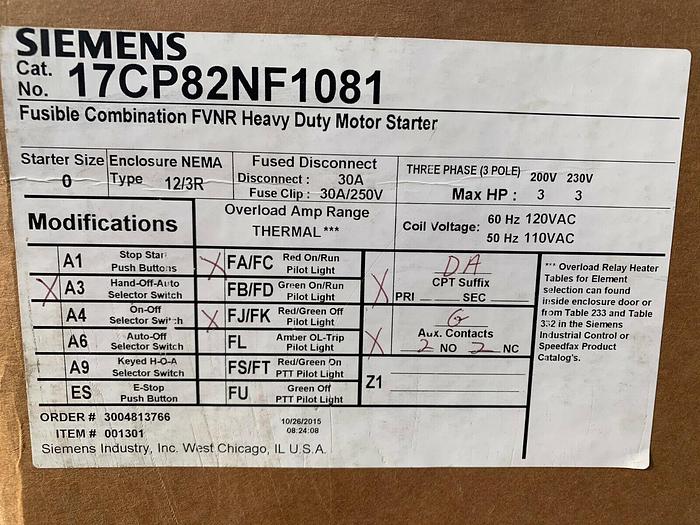 SIEMENS
Cat. No. 17CP82NF1081
Fusible Combination FVNR Heavy Duty Motor Starter
Starter Size 0
Enclosure NEMA
Type 12/3R
Fused Disconnect
Disconnect : 30A
Fuse Clip : 30A/250V
THREE PHASE (3 POLE) 200V 230V
Max HP : 3 3
Modifications
Overload Amp Range
THERMAL ***
Coil Voltage: 60 Hz 120VAC
50 Hz 110VAC
A1 Stop Start
Push Buttons
X A3 Hand-Off-Auto
Selector Switch
A4 On-Off
Selector Switch
A6 Auto-Off
Selector Switch
A9 Keyed H-O-A
Selector Switch
ES E-Stop
Push Button
X FA/FC Red On/Run
Pilot Light
FB/FD Green On/Run
Pilot Light
X FJ/FK Red/Green Off
Pilot Light
FL Amber OL-Trip
Pilot Light
FS/FT Red/Green On
PTT Pilot Light
FU Green Off
PTT Pilot Light
X DA
CPT Suffix
PRI SEC
X G
Aux. Contacts
2 NO 2 NC
Z1
*** Overload Relay Heater
Tables for Element
selection can found
inside enclosure door or
from Table 233 and Table
332 in the Siemens
Industrial Control or
Speedfax Product
Catalog's.
ORDER # 3004813766
ITEM # 001301
10/26/2015
08:24:08
Siemens Industry, Inc. West Chicago, IL U.S.A.